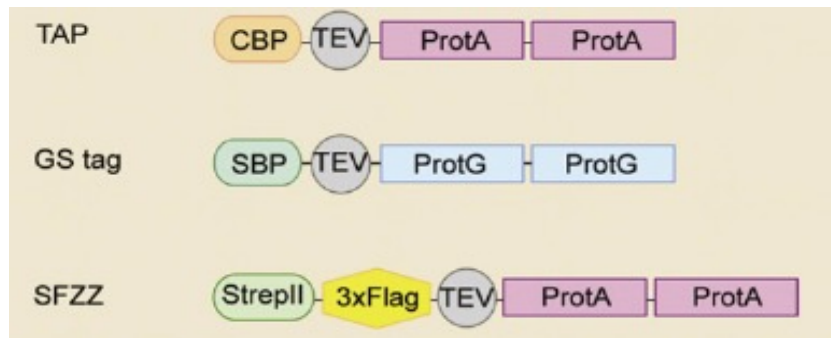 TAP CBP TEV ProtA ProtA
GS tag SBP TEV ProtG ProtG
SFZZ StrepII 3xFlag TEV ProtA ProtA